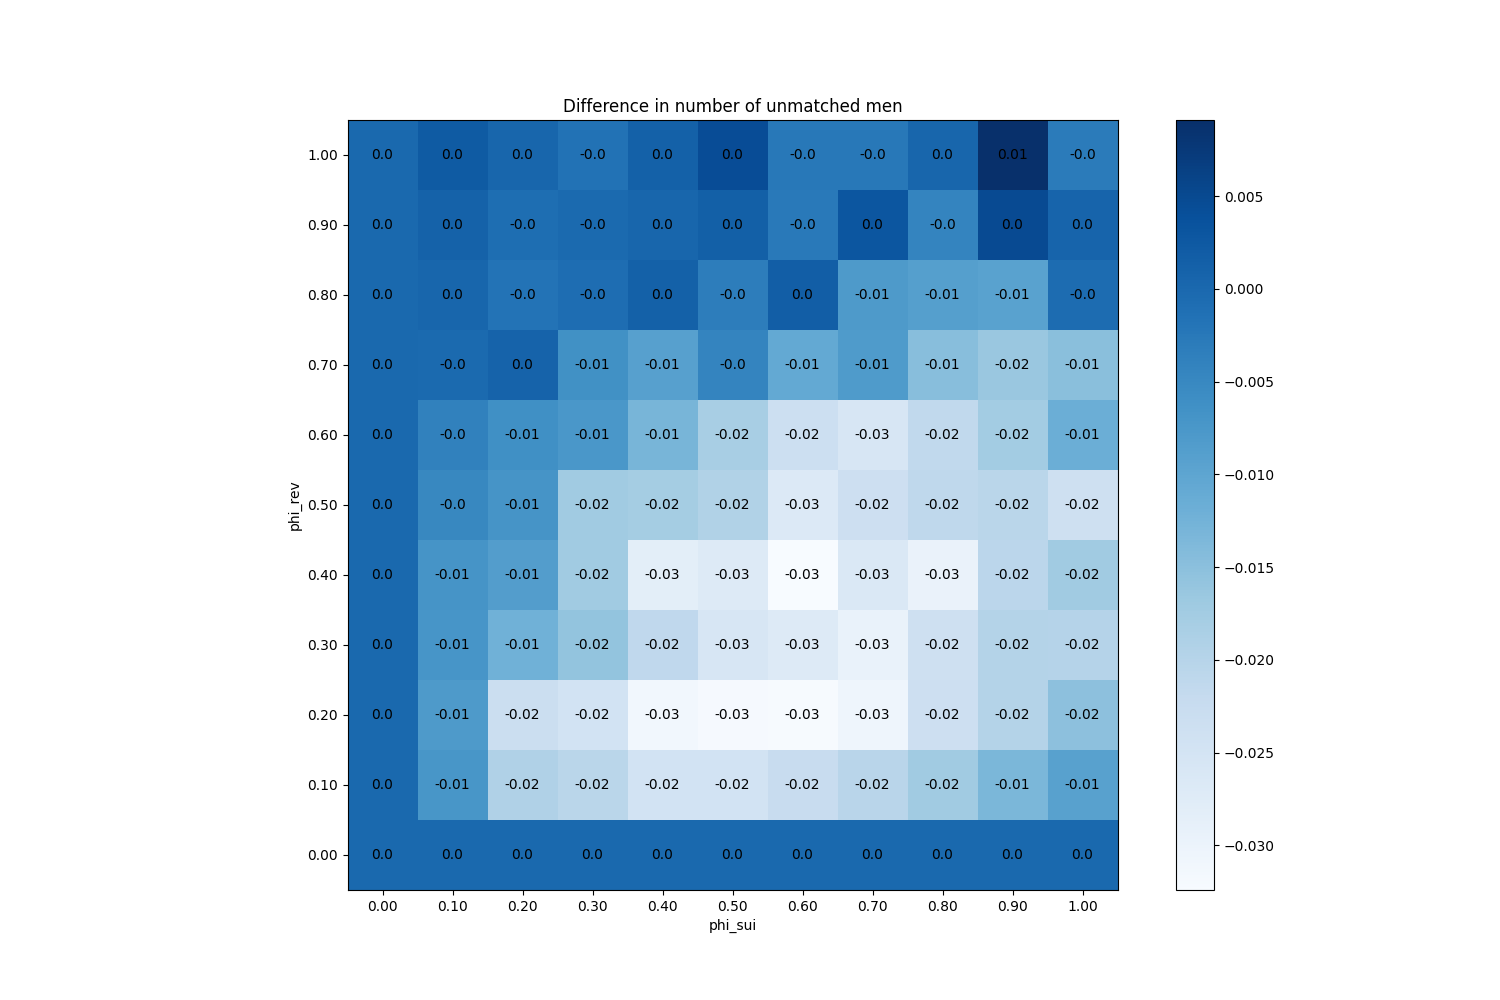 Difference in number of unmatched men
1.00 0.0 0.0 0.0 -0.0 0.0 0.0 -0.0 -0.0 0.0 0.01 -0.0
0.90 0.0 0.0 -0.0 -0.0 0.0 0.0 -0.0 0.0 -0.0 0.0 0.0
0.80 0.0 0.0 -0.0 -0.0 0.0 -0.0 0.0 -0.01 -0.01 -0.01 -0.0
0.70 0.0 -0.0 0.0 -0.01 -0.01 -0.0 -0.01 -0.01 -0.01 -0.02 -0.01
0.60 0.0 -0.0 -0.01 -0.01 -0.01 -0.02 -0.02 -0.03 -0.02 -0.02 -0.01
phi_rev
0.50 0.0 -0.0 -0.01 -0.02 -0.02 -0.02 -0.03 -0.02 -0.02 -0.02 -0.02
0.40 0.0 -0.01 -0.01 -0.02 -0.03 -0.03 -0.03 -0.03 -0.03 -0.02 -0.02
0.30 0.0 -0.01 -0.01 -0.02 -0.02 -0.03 -0.03 -0.03 -0.02 -0.02 -0.02
0.20 0.0 -0.01 -0.02 -0.02 -0.03 -0.03 -0.03 -0.03 -0.02 -0.02 -0.02
0.10 0.0 -0.01 -0.02 -0.02 -0.02 -0.02 -0.02 -0.02 -0.02 -0.01 -0.01
0.00 0.0 0.0 0.0 0.0 0.0 0.0 0.0 0.0 0.0 0.0 0.0
0.00 0.10 0.20 0.30 0.40 0.50 0.60 0.70 0.80 0.90 1.00
phi_sui
0.005
0.000
−0.005
−0.010
−0.015
−0.020
−0.025
−0.030